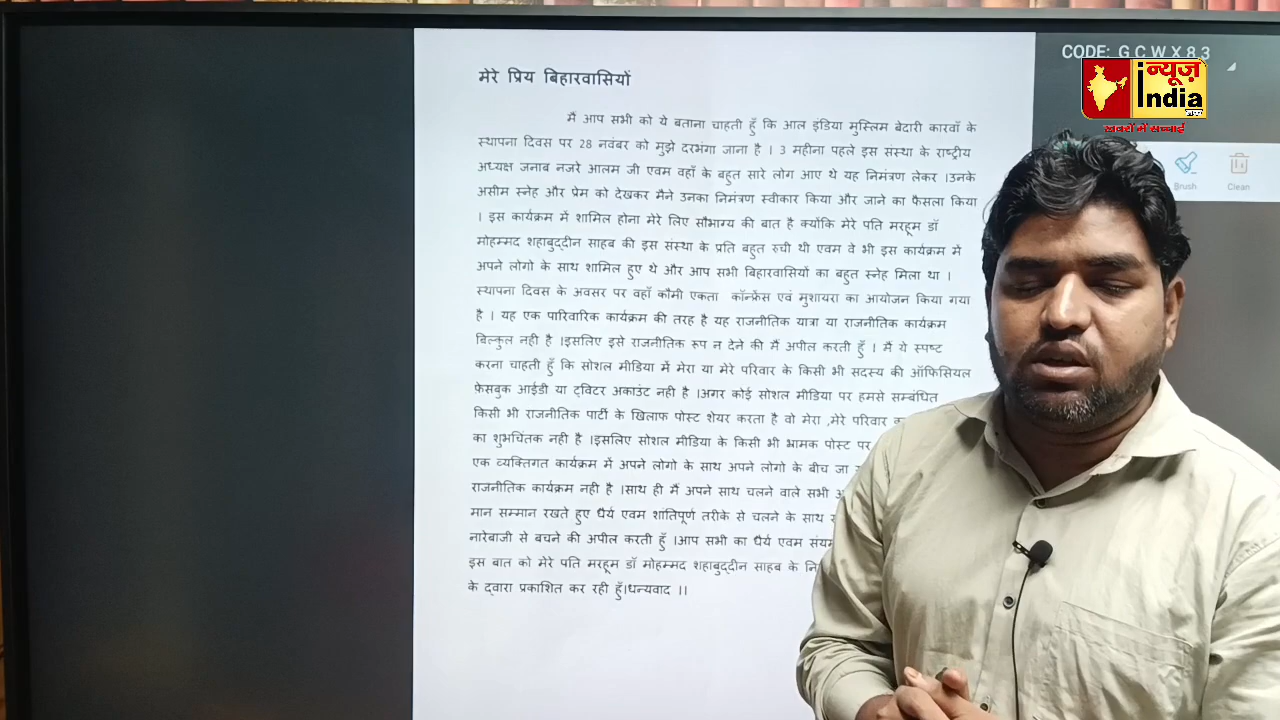 CODE: G C W X 8 3
न्यूज़
India
खबरों में सच्चाई
Brush
Clean
मेरे प्रिय बिहारवासियों
मैं आप सभी को ये बताना चाहती हूँ कि आल इंडिया मुस्लिम बेदारी कारवाँ के
स्थापना दिवस पर 28 नवंबर को मुझे दरभंगा जाना है । 3 महीना पहले इस संस्था के राष्ट्रीय
अध्यक्ष जनाब नजरे आलम जी एवम वहाँ के बहुत सारे लोग आए थे यह निमंत्रण लेकर ।उनके
असीम स्नेह और प्रेम को देखकर मैने उनका निमंत्रण स्वीकार किया और जाने का फैसला किया
। इस कार्यक्रम में शामिल होना मेरे लिए सौभाग्य की बात है क्योंकि मेरे पति मरहूम डॉ
मोहम्मद शहाबुद्दीन साहब की इस संस्था के प्रति बहुत रुची थी एवम वे भी इस कार्यक्रम में
अपने लोगो के साथ शामिल हुए थे और आप सभी बिहारवासियों का बहुत स्नेह मिला था ।
स्थापना दिवस के अवसर पर वहाँ कौमी एकता कॉन्फ्रेंस एवं मुशायरा का आयोजन किया गया
है । यह एक पारिवारिक कार्यक्रम की तरह है यह राजनीतिक यात्रा या राजनीतिक कार्यक्रम
बिल्कुल नही है ।इसलिए इसे राजनीतिक रूप न देने की मैं अपील करती हूँ । मैं ये स्पष्ट
करना चाहती हूँ कि सोशल मीडिया में मेरा या मेरे परिवार के किसी भी सदस्य की ऑफिसियल
फेसबुक आईडी या ट्विटर अकाउंट नही है ।अगर कोई सोशल मीडिया पर हमसे सम्बंधित
किसी भी राजनीतिक पार्टी के खिलाफ पोस्ट शेयर करता है वो मेरा ,मेरे परिवार
का शुभचिंतक नही है ।इसलिए सोशल मीडिया के किसी भी भ्रामक पोस्ट पर
एक व्यक्तिगत कार्यक्रम में अपने लोगो के साथ अपने लोगो के बीच जा
राजनीतिक कार्यक्रम नही है ।साथ ही मैं अपने साथ चलने वाले सभी
मान सम्मान रखते हुए धैर्य एवम शांतिपूर्ण तरीके से चलने के साथ
नारेबाजी से बचने की अपील करती हूँ ।आप सभी का धैर्य एवम संयम
इस बात को मेरे पति मरहूम डॉ मोहम्मद शहाबुद्दीन साहब के
के द्वारा प्रकाशित कर रही हूँ।धन्यवाद ।।